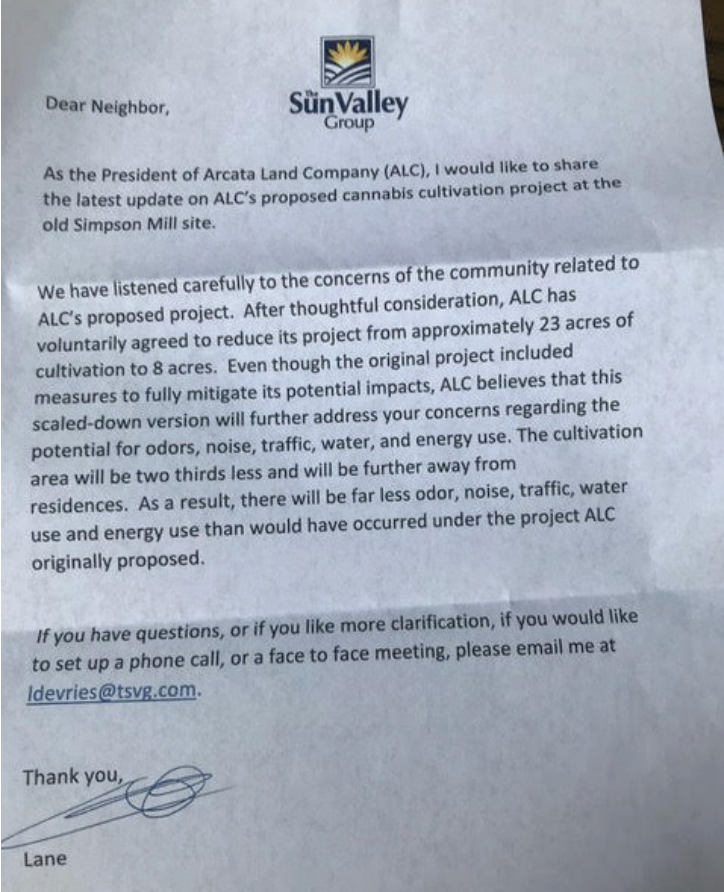 Dear Neighbor,
The
SunValley
Group
As the President of Arcata Land Company (ALC), I would like to share
the latest update on ALC's proposed cannabis cultivation project at the
old Simpson Mill site.
We have listened carefully to the concerns of the community related to
ALC's proposed project. After thoughtful consideration, ALC has
voluntarily agreed to reduce its project from approximately 23 acres of
cultivation to 8 acres. Even though the original project included
measures to fully mitigate its potential impacts, ALC believes that this
scaled-down version will further address your concerns regarding the
potential for odors, noise, traffic, water, and energy use. The cultivation
area will be two thirds less and will be further away from
residences. As a result, there will be far less odor, noise, traffic, water
use and energy use than would have occurred under the project ALC
originally proposed.
If you have questions, or if you like more clarification, if you would like
to set up a phone call, or a face to face meeting, please email me at
ldevries@tsvg.com.
Thank you,
Lane